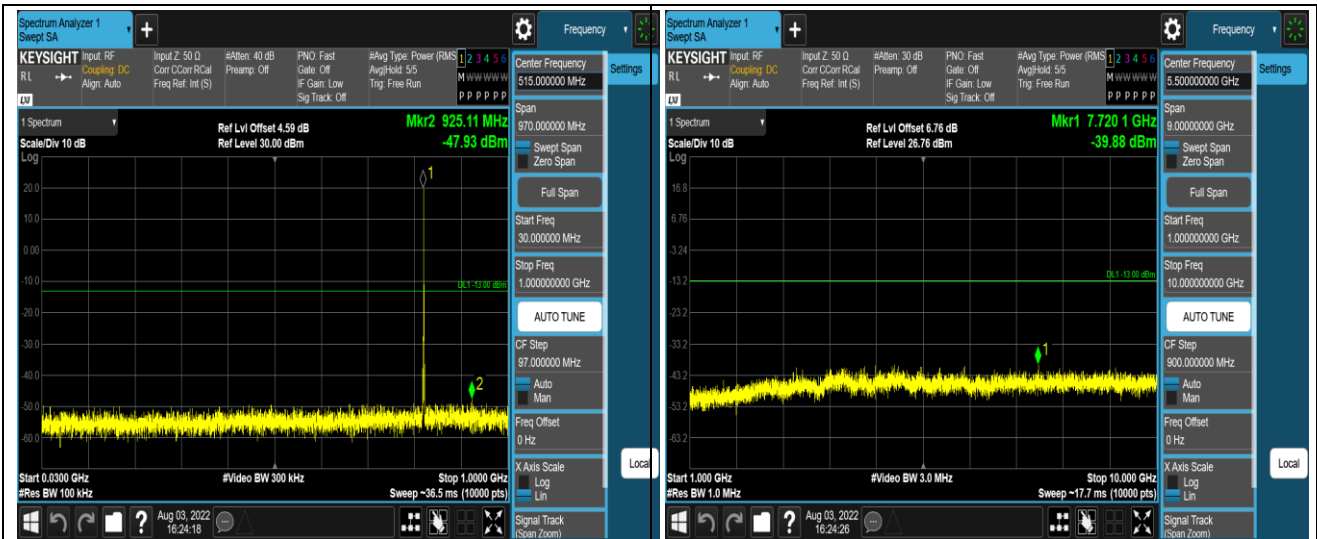 Spectrum Analyzer 1
Swept SA
+
Frequency
KEYSIGHT Input: RF Input Z: 50 Ω #Atten: 40 dB PNO: Fast #Avg Type: Power (RMS 1 2 3 4 5 6
RL Coupling: DC Corr CCorr RCal Preamp: Off Gate: Off Avg|Hold: 5/5 M W W W W W
Align: Auto Freq Ref: Int (S) IF Gain: Low Trig: Free Run
LXI Sig Track: Off P P P P P P
1 Spectrum
Scale/Div 10 dB
Log
Ref Lvl Offset 4.59 dB
Ref Level 30.00 dBm
Mkr2 925.11 MHz
-47.93 dBm
20.0
10.0
0.00
-10.0
-20.0
-30.0
-40.0
-50.0
-60.0
1
DL1 -13.00 dBm
2
Start 0.0300 GHz #Video BW 300 kHz Stop 1.0000 GHz
#Res BW 100 kHz Sweep ~36.5 ms (10000 pts)
Aug 03, 2022
16:24:18
?
Center Frequency
515.000000 MHz
Settings
Span
970.000000 MHz
Swept Span
Zero Span
Full Span
Start Freq
30.000000 MHz
Stop Freq
1.000000000 GHz
AUTO TUNE
CF Step
97.000000 MHz
Auto
Man
Freq Offset
0 Hz
X Axis Scale
Log
Lin
Local
Signal Track
(Span Zoom)
Spectrum Analyzer 1
Swept SA
+
Frequency
KEYSIGHT Input: RF Input Z: 50 Ω #Atten: 30 dB PNO: Fast #Avg Type: Power (RMS 1 2 3 4 5 6
RL Coupling: DC Corr CCorr RCal Preamp: Off Gate: Off Avg|Hold: 5/5 M W W W W W
Align: Auto Freq Ref: Int (S) IF Gain: Low Trig: Free Run
LXI Sig Track: Off P P P P P P
1 Spectrum
Scale/Div 10 dB
Log
Ref Lvl Offset 6.76 dB
Ref Level 26.76 dBm
Mkr1 7.720 1 GHz
-39.88 dBm
16.8
6.76
-3.24
-13.2
-23.2
-33.2
-43.2
-53.2
-63.2
DL1 -13.00 dBm
1
Start 1.000 GHz #Video BW 3.0 MHz Stop 10.000 GHz
#Res BW 1.0 MHz Sweep ~17.7 ms (10000 pts)
Aug 03, 2022
16:24:26
?
Center Frequency
5.500000000 GHz
Settings
Span
9.00000000 GHz
Swept Span
Zero Span
Full Span
Start Freq
1.000000000 GHz
Stop Freq
10.000000000 GHz
AUTO TUNE
CF Step
900.000000 MHz
Auto
Man
Freq Offset
0 Hz
X Axis Scale
Log
Lin
Local
Signal Track
(Span Zoom)